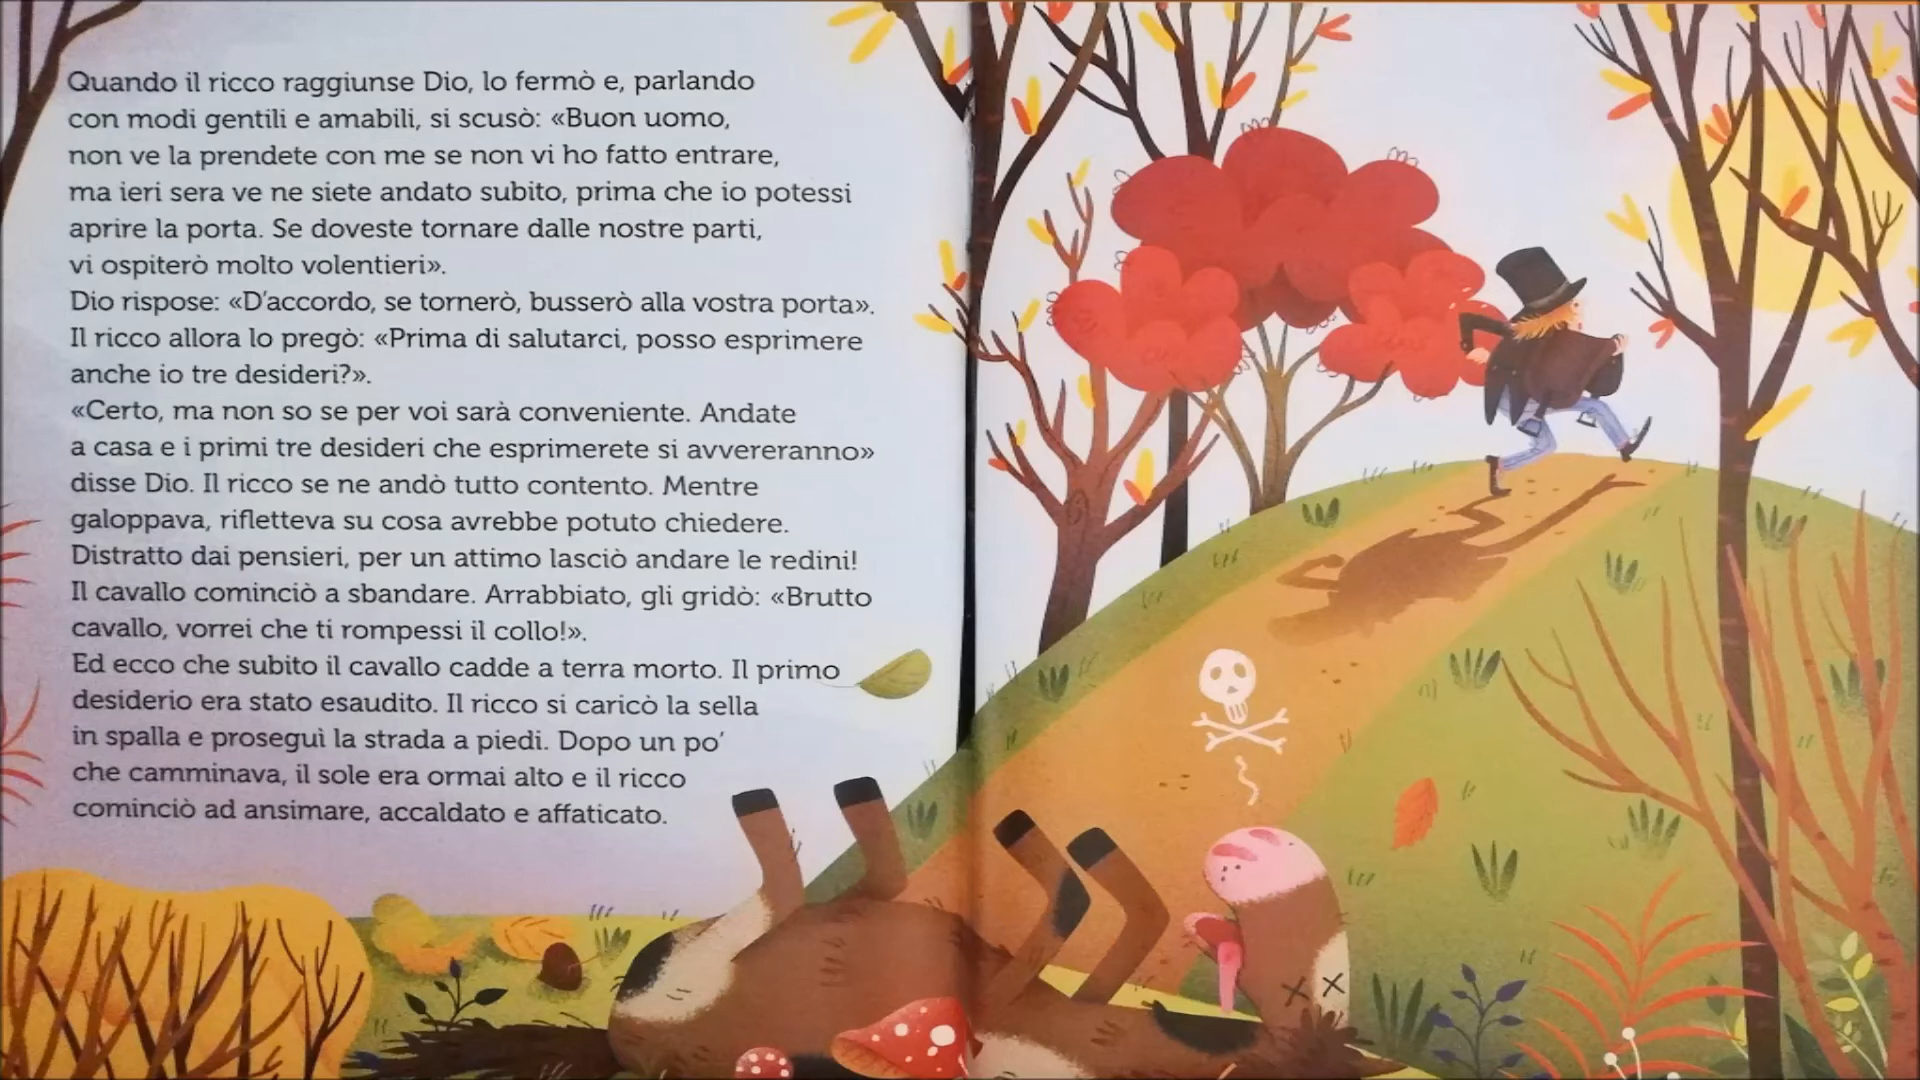 Quando il ricco raggiunse Dio, lo fermò e, parlando
con modi gentili e amabili, si scusò: «Buon uomo,
non ve la prendete con me se non vi ho fatto entrare,
ma ieri sera ve ne siete andato subito, prima che io potessi
aprire la porta. Se doveste tornare dalle nostre parti,
vi ospiterò molto volentieri».
Dio rispose: «D'accordo, se tornerò, busserò alla vostra porta».
Il ricco allora lo pregò: «Prima di salutarci, posso esprimere
anche io tre desideri?».
«Certo, ma non so se per voi sarà conveniente. Andate
a casa e i primi tre desideri che esprimerete si avvereranno»
disse Dio. Il ricco se ne andò tutto contento. Mentre
galoppava, rifletteva su cosa avrebbe potuto chiedere.
Distratto dai pensieri, per un attimo lasciò andare le redini!
Il cavallo cominciò a sbandare. Arrabbiato, gli gridò: «Brutto
cavallo, vorrei che ti rompessi il collo!».
Ed ecco che subito il cavallo cadde a terra morto. Il primo
desiderio era stato esaudito. Il ricco si caricò la sella
in spalla e proseguì la strada a piedi. Dopo un po'
che camminava, il sole era ormai alto e il ricco
cominciò ad ansimare, accaldato e affaticato.